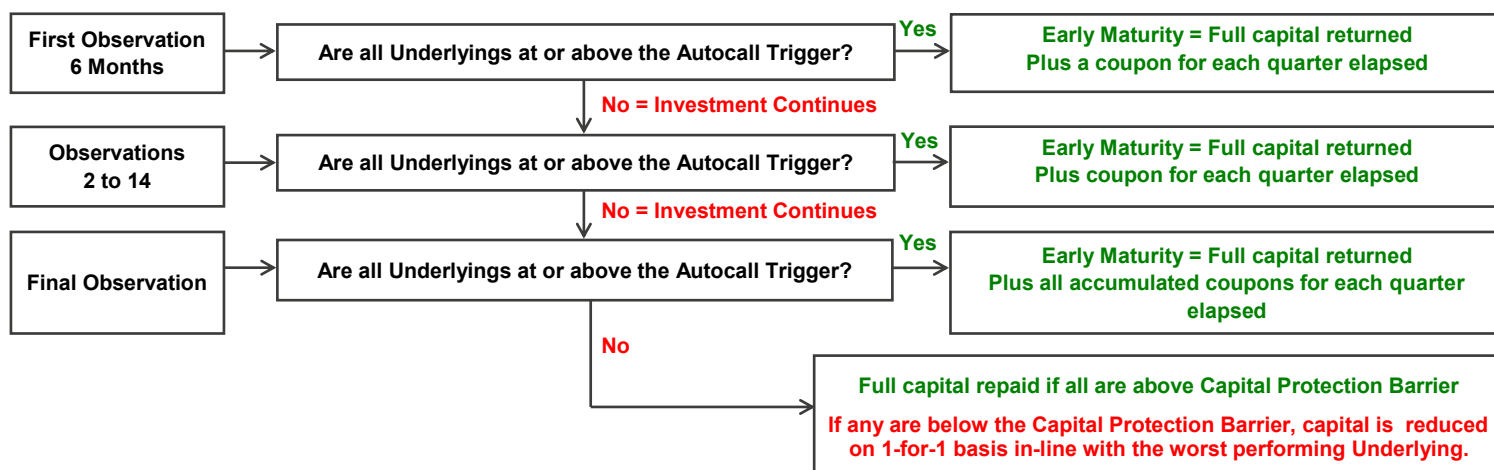 First Observation
6 Months
Are all Underlyings at or above the Autocall Trigger?
Yes
Early Maturity = Full capital returned
Plus a coupon for each quarter elapsed
No = Investment Continues
Observations
2 to 14
Are all Underlyings at or above the Autocall Trigger?
Yes
Early Maturity = Full capital returned
Plus coupon for each quarter elapsed
No = Investment Continues
Final Observation
Are all Underlyings at or above the Autocall Trigger?
Yes
Early Maturity = Full capital returned
Plus all accumulated coupons for each quarter
elapsed
No
Full capital repaid if all are above Capital Protection Barrier
If any are below the Capital Protection Barrier, capital is reduced
on 1-for-1 basis in-line with the worst performing Underlying.